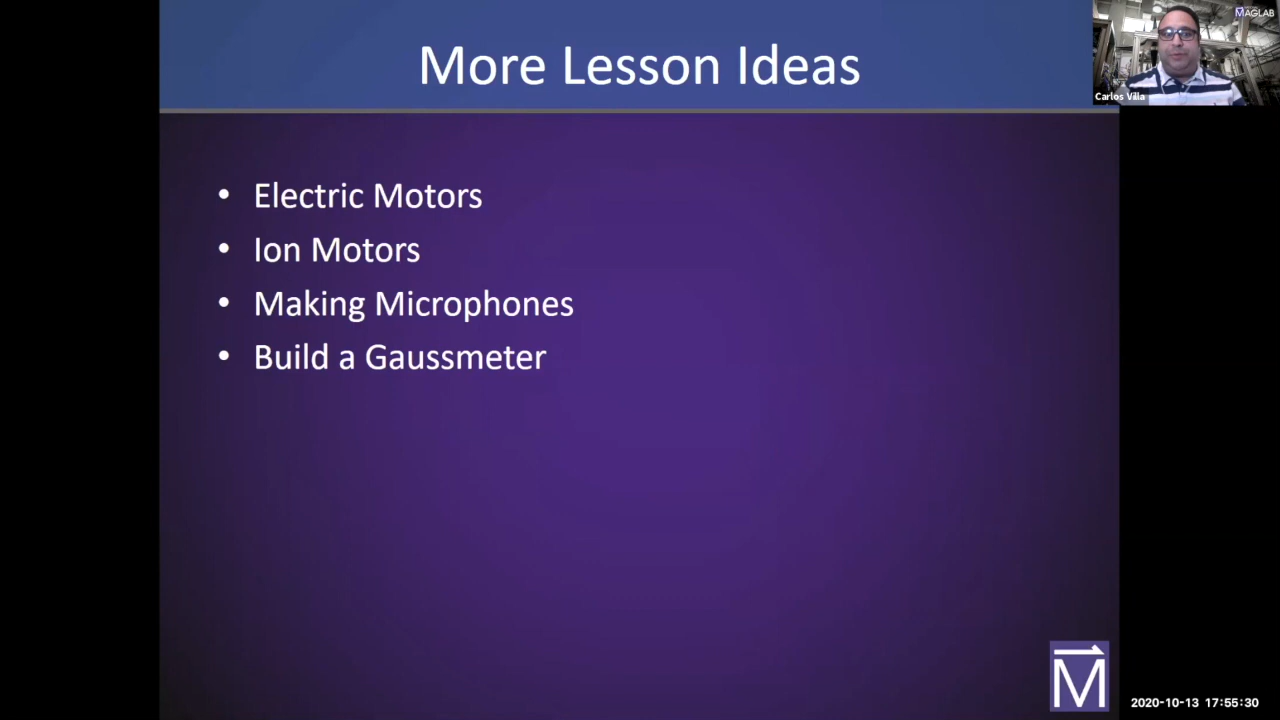 More Lesson Ideas
MAGLAB
Carlos Villa
• Electric Motors
• Ion Motors
• Making Microphones
• Build a Gaussmeter
M
2020-10-13 17:55:30